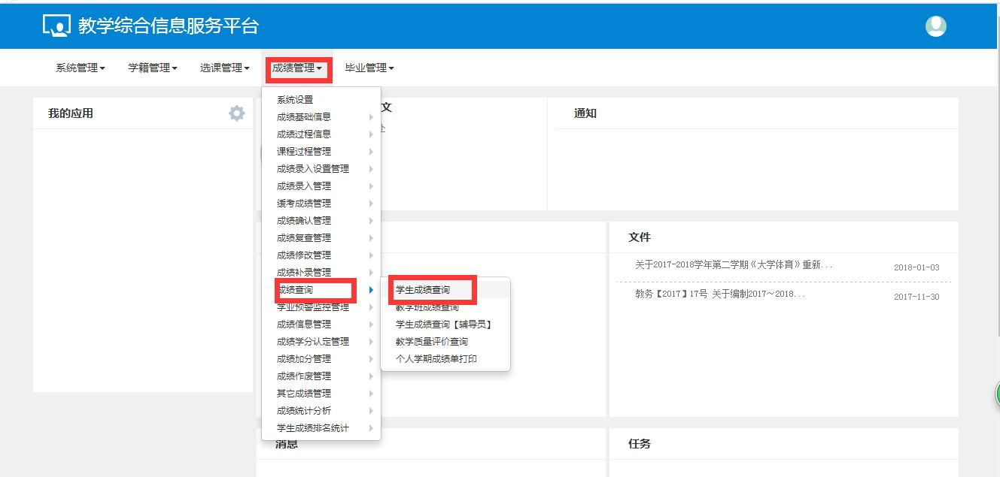 教学综合信息服务平台
系统管理 学籍管理 选课管理 成绩管理 毕业管理
我的应用
系统设置
成绩基础信息
成绩过程信息
课程过程管理
成绩录入设置管理
成绩录入管理
缓考成绩管理
成绩确认管理
成绩复查管理
成绩修改管理
成绩补录管理
成绩查询
学业预警监控管理
成绩信息管理
成绩学分认定管理
成绩加分管理
成绩作废管理
其它成绩管理
成绩统计分析
学生成绩排名统计
学生成绩查询
教学班成绩查询
学生成绩查询【辅导员】
教学质量评价查询
个人学期成绩单打印
文
通知
文件
关于2017-2018学年第二学期《大学体育》重新... 2018-01-03
教务【2017】17号 关于编制2017～2018... 2017-11-30
消息
任务